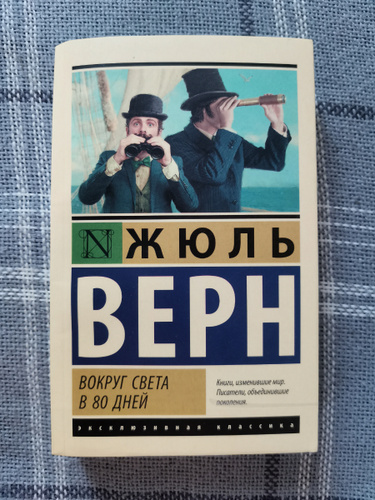 N ЖЮЛЬ
ВЕРН
ВОКРУГ СВЕТА
В 80 ДНЕЙ
Книги, изменившие мир.
Писатели, объединившие
поколения.
эксклюзивная классика